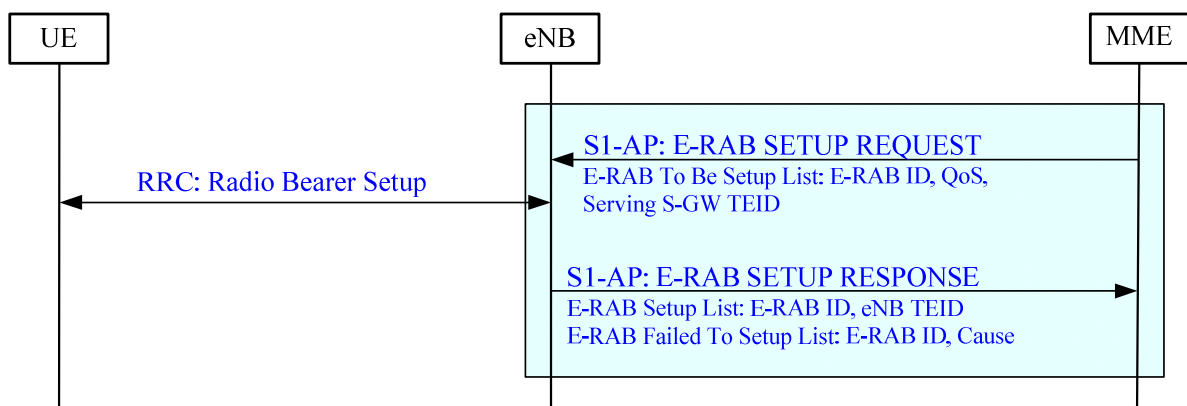 UE
eNB
MME
S1-AP: E-RAB SETUP REQUEST
E-RAB To Be Setup List: E-RAB ID, QoS,
Serving S-GW TEID
RRC: Radio Bearer Setup
S1-AP: E-RAB SETUP RESPONSE
E-RAB Setup List: E-RAB ID, eNB TEID
E-RAB Failed To Setup List: E-RAB ID, Cause